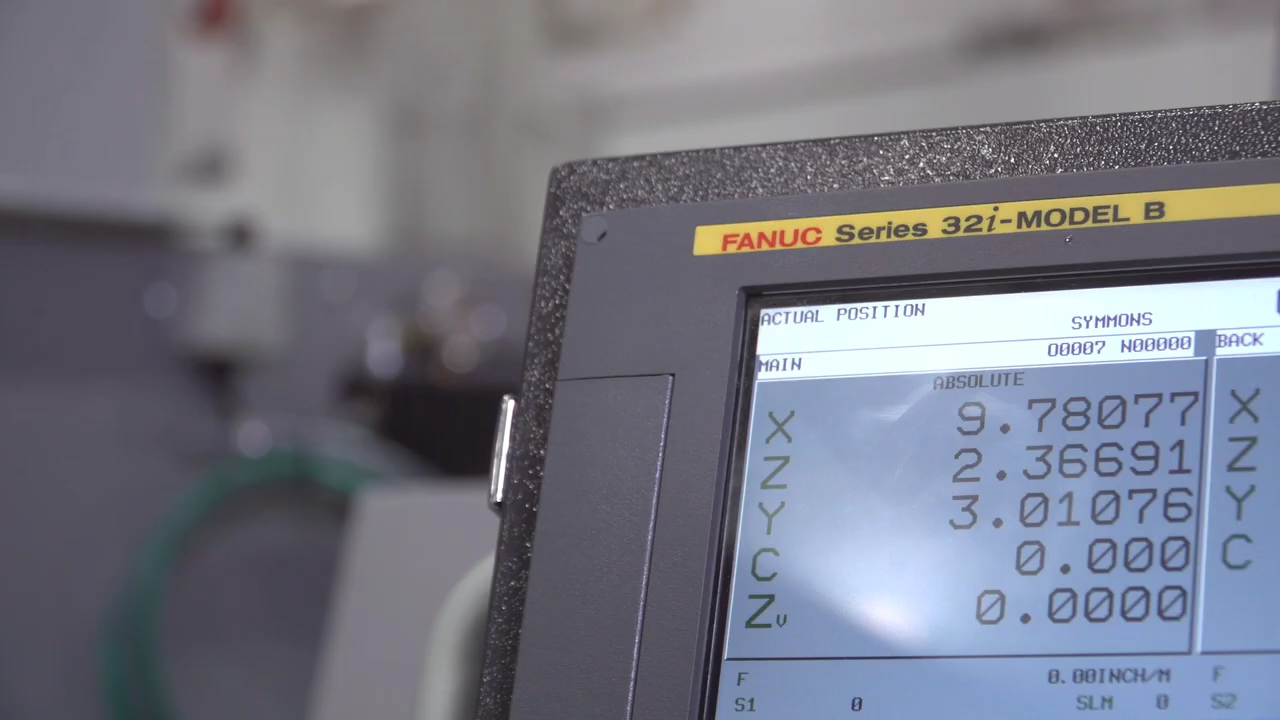 FANUC Series 32i-MODEL B
ACTUAL POSITION
SYMMONS
MAIN O0007 N00000 BACK
ABSOLUTE
X 9.78077 X
Z 2.36691 Z
Y 3.01076 Y
C 0.000 C
Zv 0.0000
F 0.00INCH/M F
S1 0 SLM 0 S2